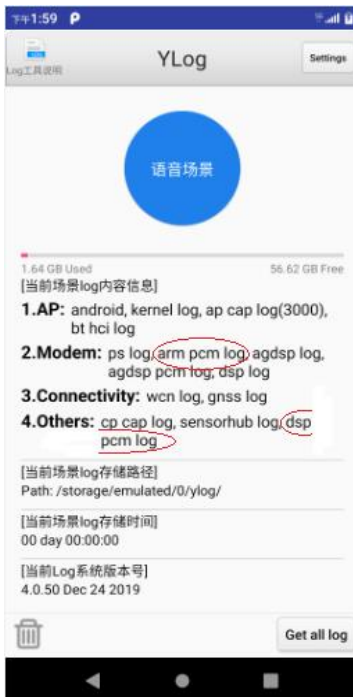 下午1:59
YLog
Log工具说明
Settings
语音场景
1.64 GB Used
56.62 GB Free
[当前场景log内容信息]
1.AP: android, kernel log, ap cap log(3000),
bt hci log
2.Modem: ps log, arm pcm log, agdsp log,
agdsp pcm log, dsp log
3.Connectivity: wcn log, gnss log
4.Others: cp cap log, sensorhub log, dsp
pcm log
[当前场景log存储路径]
Path: /storage/emulated/0/ylog/
[当前场景log存储时间]
00 day 00:00:00
[当前Log系统版本号]
4.0.50 Dec 24 2019
Get all log